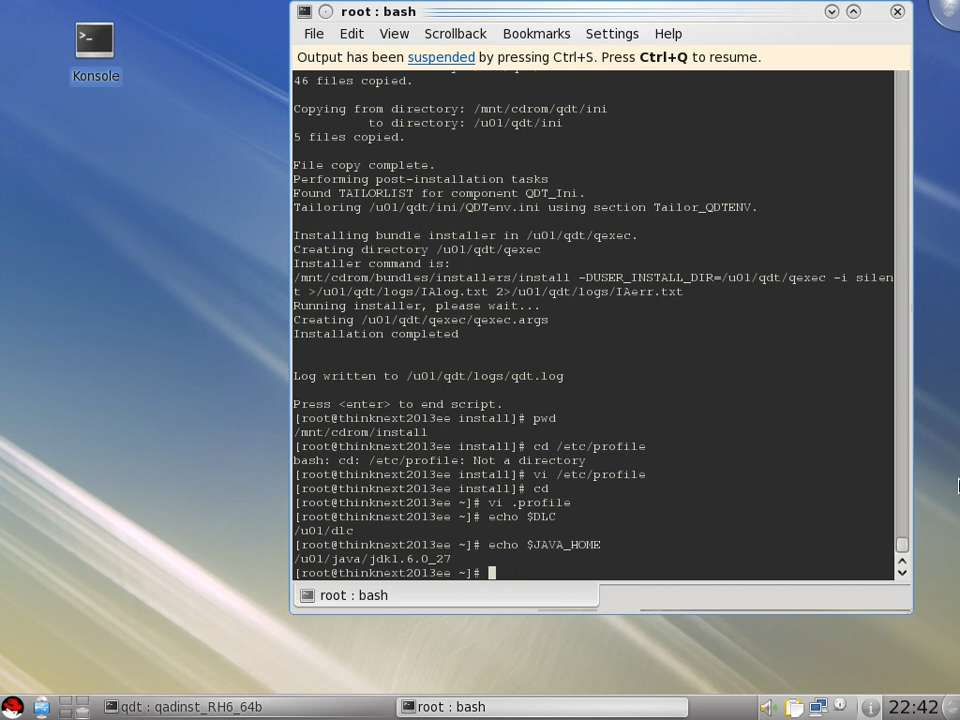 root : bash
Konsole
File Edit View Scrollback Bookmarks Settings Help
Output has been suspended by pressing Ctrl+S. Press Ctrl+Q to resume.
46 files copied.
Copying from directory: /mnt/cdrom/qdt/ini
to directory: /u01/qdt/ini
5 files copied.
File copy complete.
Performing post-installation tasks
Found TAILORLIST for component QDT_Ini.
Tailoring /u01/qdt/ini/QDTenv.ini using section Tailor_QDTENV.
Installing bundle installer in /u01/qdt/qexec.
Creating directory /u01/qdt/qexec
Installer command is:
/mnt/cdrom/bundles/installers/install -DUSER_INSTALL_DIR=/u01/qdt/qexec -i silen
t >/u01/qdt/logs/IAlog.txt 2>/u01/qdt/logs/IAerr.txt
Running installer, please wait...
Creating /u01/qdt/qexec/qexec.args
Installation completed
Log written to /u01/qdt/logs/qdt.log
Press <enter> to end script.
[root@thinknext2013ee install]# pwd
/mnt/cdrom/install
[root@thinknext2013ee install]# cd /etc/profile
bash: cd: /etc/profile: Not a directory
[root@thinknext2013ee install]# vi /etc/profile
[root@thinknext2013ee install]# cd
[root@thinknext2013ee ~]# vi .profile
[root@thinknext2013ee ~]# echo $DLC
/u01/dlc
[root@thinknext2013ee ~]# echo $JAVA_HOME
/u01/java/jdk1.6.0_27
[root@thinknext2013ee ~]#
root : bash
qdt : qadinst_RH6_64b
root : bash
22:42